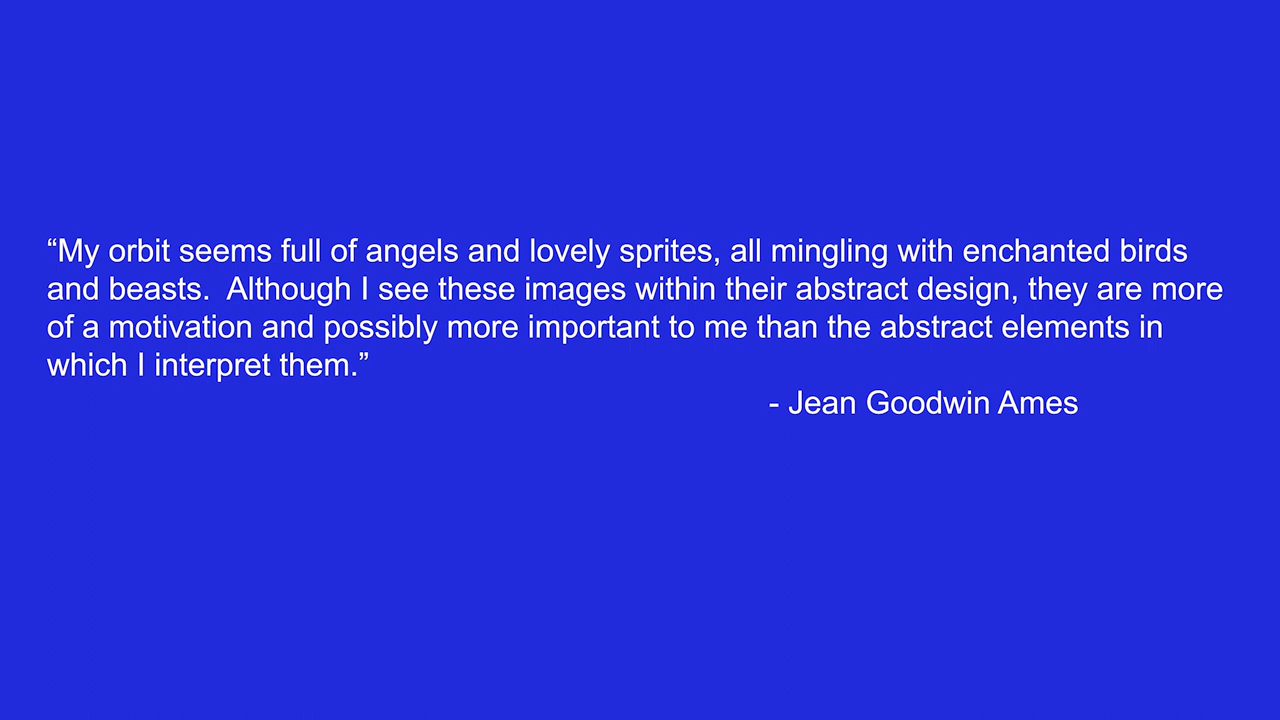 “My orbit seems full of angels and lovely sprites, all mingling with enchanted birds
and beasts.  Although I see these images within their abstract design, they are more
of a motivation and possibly more important to me than the abstract elements in
which I interpret them.”
- Jean Goodwin Ames